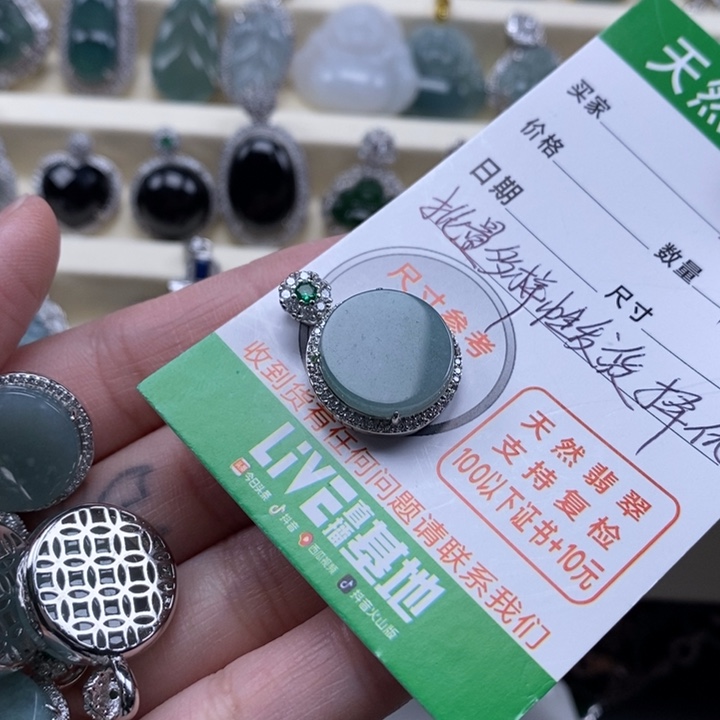 天然
买家
价格
日期
数量
尺寸
批量多样性发货 择优
尺寸参考
收到货有任何问题请联系我们
天然翡翠
支持复检
100以下证书+10元
LiVE直播基地
今日头条 抖音 西瓜视频 抖音火山版